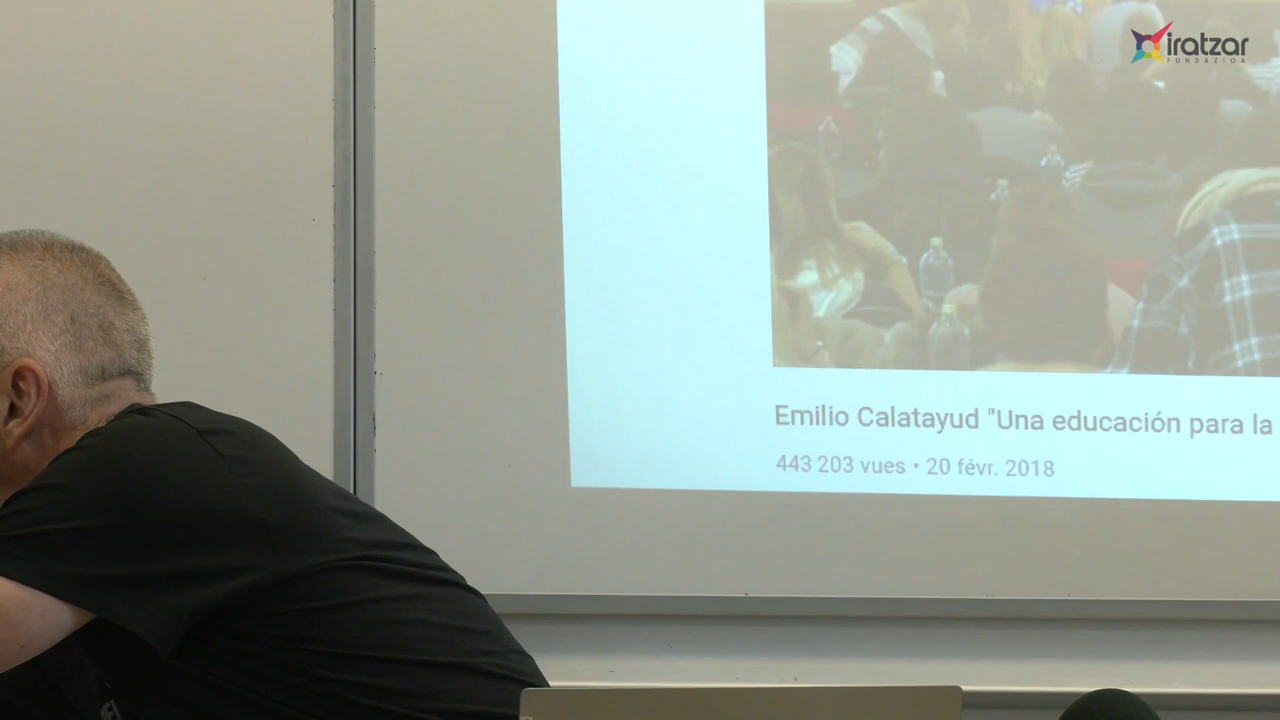 iratzar
FUNDAZIOA
Emilio Calatayud "Una educación para la
443 203 vues • 20 févr. 2018